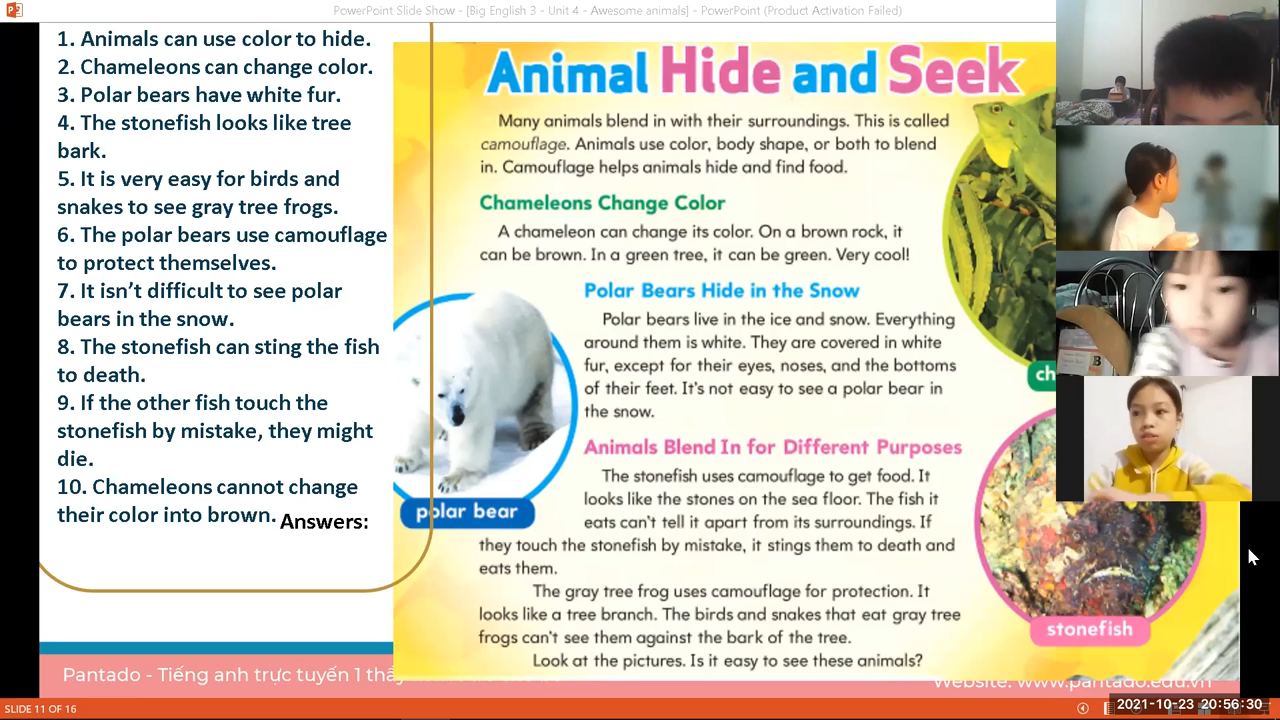 PowerPoint Slide Show - [Big English 3 - Unit 4 - Awesome animals] - PowerPoint (Product Activation Failed)
1. Animals can use color to hide.
2. Chameleons can change color.
3. Polar bears have white fur.
4. The stonefish looks like tree
bark.
5. It is very easy for birds and
snakes to see gray tree frogs.
6. The polar bears use camouflage
to protect themselves.
7. It isn't difficult to see polar
bears in the snow.
8. The stonefish can sting the fish
to death.
9. If the other fish touch the
stonefish by mistake, they might
die.
10. Chameleons cannot change
their color into brown.
Answers:
Animal Hide and Seek
Many animals blend in with their surroundings. This is called
camouflage. Animals use color, body shape, or both to blend
in. Camouflage helps animals hide and find food.
Chameleons Change Color
A chameleon can change its color. On a brown rock, it
can be brown. In a green tree, it can be green. Very cool!
ch
Polar Bears Hide in the Snow
Polar bears live in the ice and snow. Everything
around them is white. They are covered in white
fur, except for their eyes, noses, and the bottoms
of their feet. It's not easy to see a polar bear in
the snow.
polar bear
Animals Blend In for Different Purposes
The stonefish uses camouflage to get food. It
looks like the stones on the sea floor. The fish it
eats can't tell it apart from its surroundings. If
they touch the stonefish by mistake, it stings them to death and
eats them.
The gray tree frog uses camouflage for protection. It
looks like a tree branch. The birds and snakes that eat gray tree
frogs can't see them against the bark of the tree.
Look at the pictures. Is it easy to see these animals?
stonefish
Pantado - Tiếng anh trực tuyến 1 thầ
Website: www.pantado.edu.vn
SLIDE 11 OF 16
2021-10-23 20:56:30